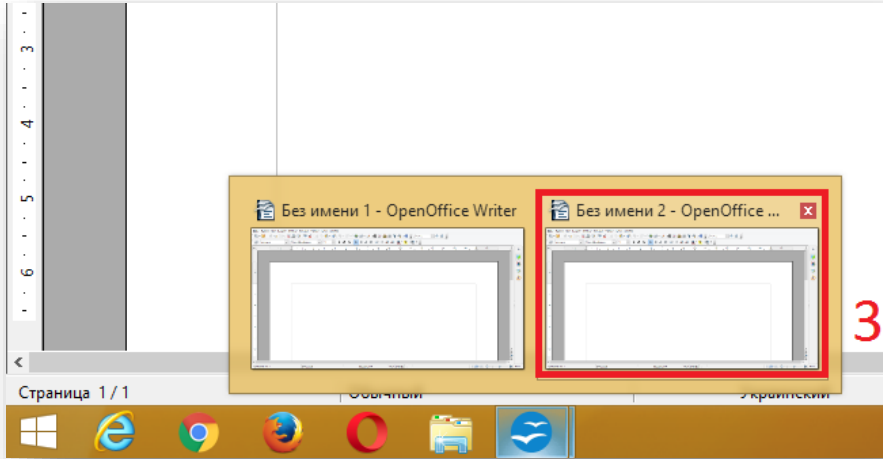 3
4
5
6
Без имени 1 - OpenOffice Writer
Без имени 2 - OpenOffice ...
3
Страница 1 / 1
Обычный
Украинский